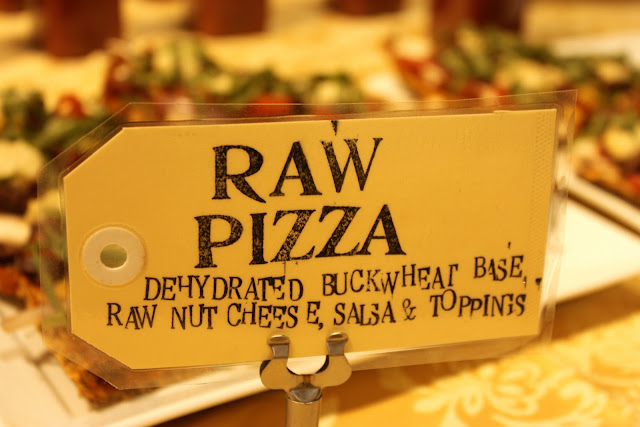 RAW
PIZZA
DEHYDRATED BUCKWHEAT BASE,
RAW NUT CHEESE, SALSA & TOPPINGS